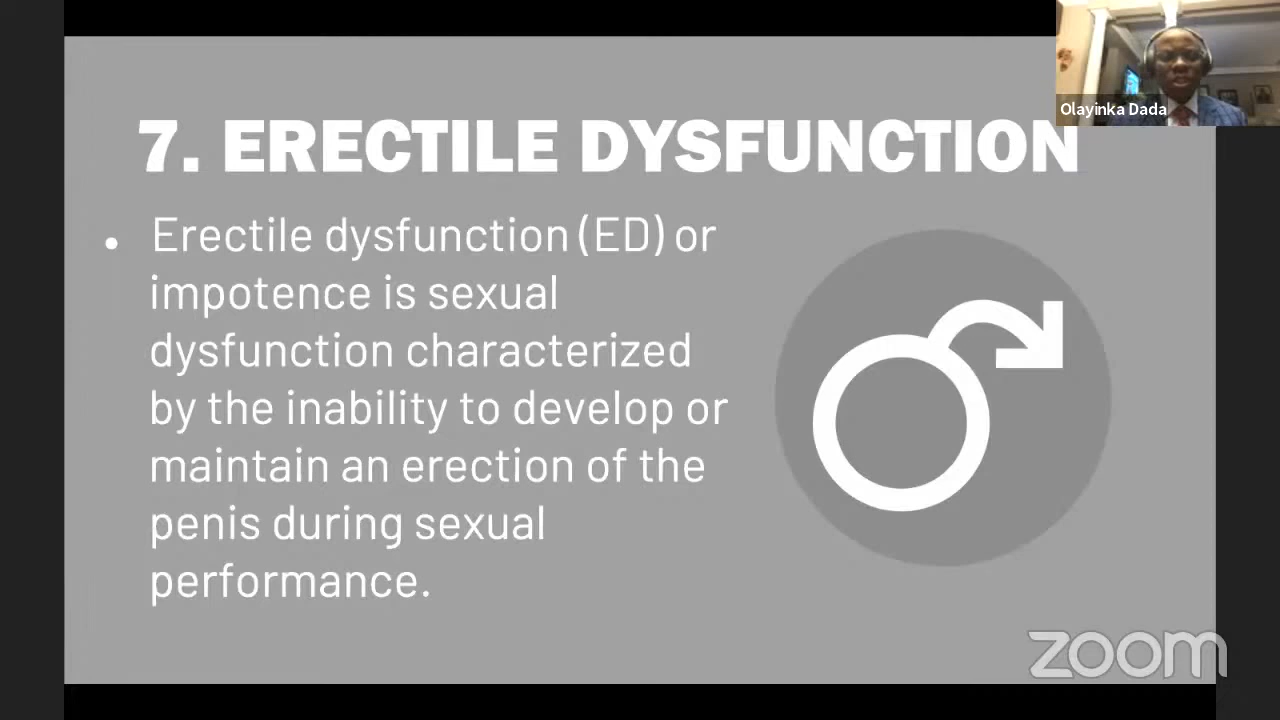 Olayinka Dada
7. ERECTILE DYSFUNCTION
• Erectile dysfunction (ED) or
impotence is sexual
dysfunction characterized
by the inability to develop or
maintain an erection of the
penis during sexual
performance.
zoom